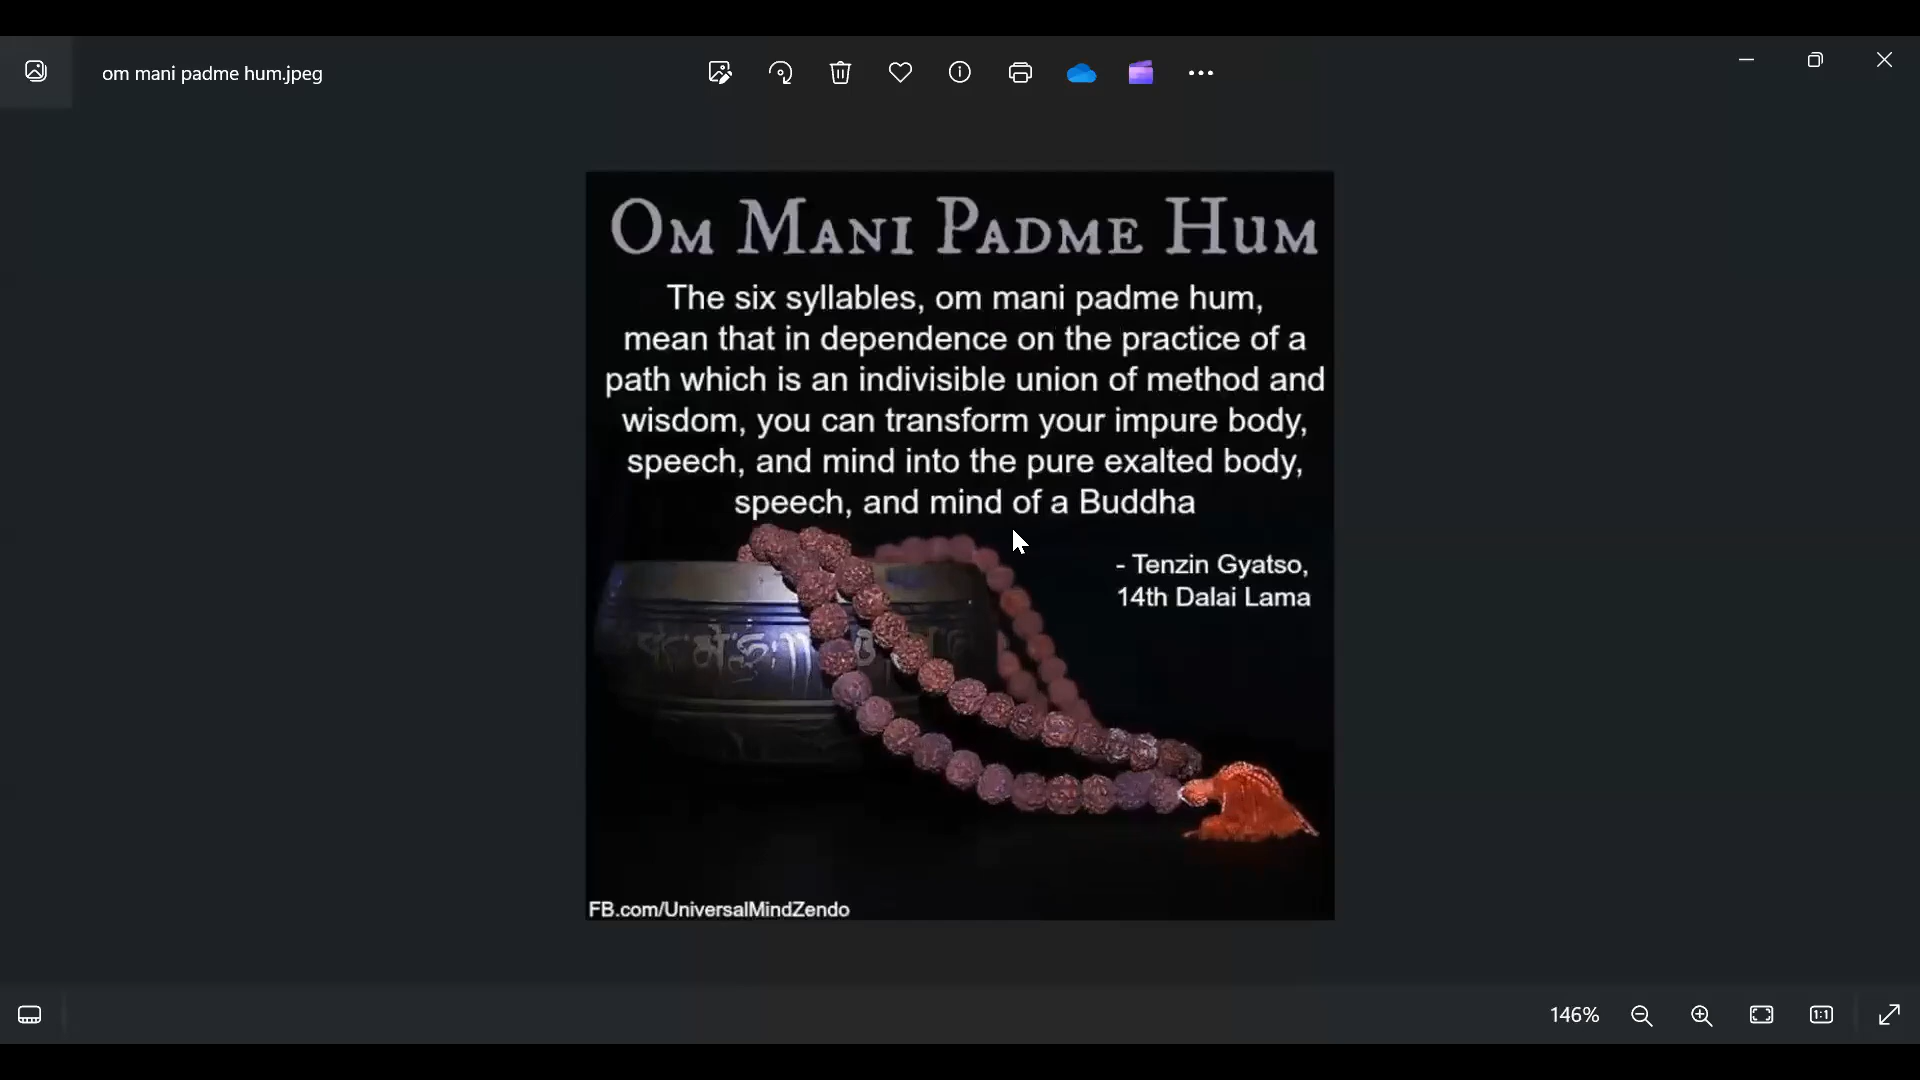 om mani padme hum.jpeg
Om Mani Padme Hum
The six syllables, om mani padme hum,
mean that in dependence on the practice of a
path which is an indivisible union of method and
wisdom, you can transform your impure body,
speech, and mind into the pure exalted body,
speech, and mind of a Buddha
- Tenzin Gyatso,
14th Dalai Lama
FB.com/UniversalMindZendo
146%
1:1